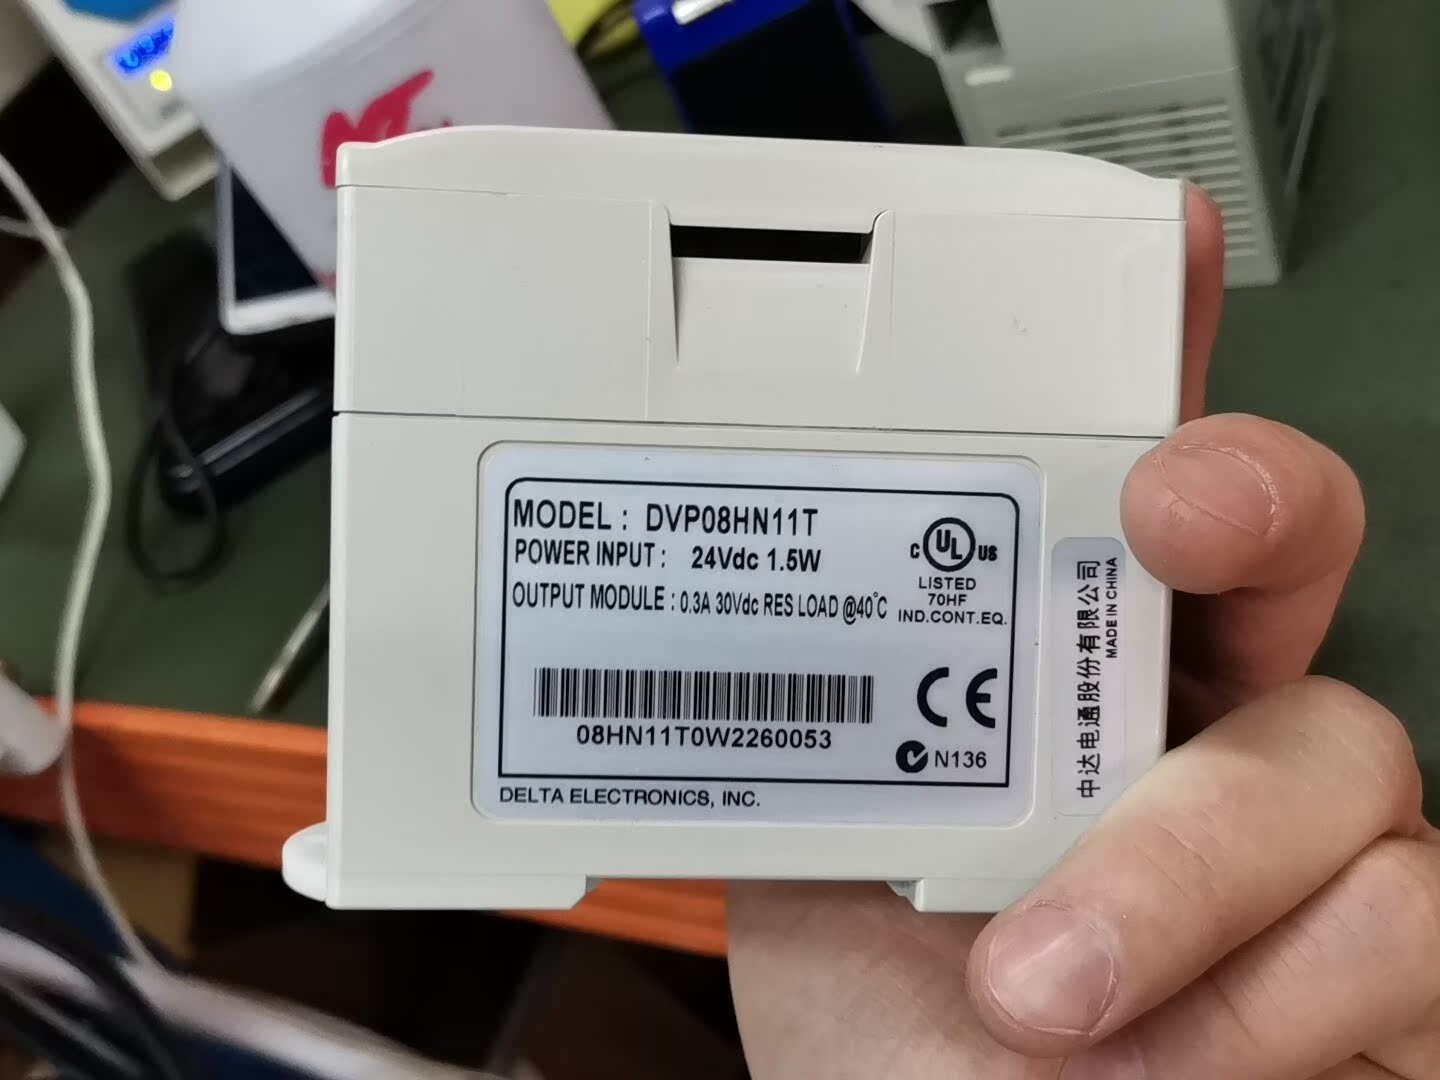 MODEL : DVP08HN11T
POWER INPUT : 24Vdc 1.5W
OUTPUT MODULE : 0.3A 30Vdc RES LOAD @40°C
C UL US
LISTED
70HF
IND.CONT.EQ.
08HN11T0W2260053
CE
N136
DELTA ELECTRONICS, INC.
中达电通股份有限公司
MADE IN CHINA